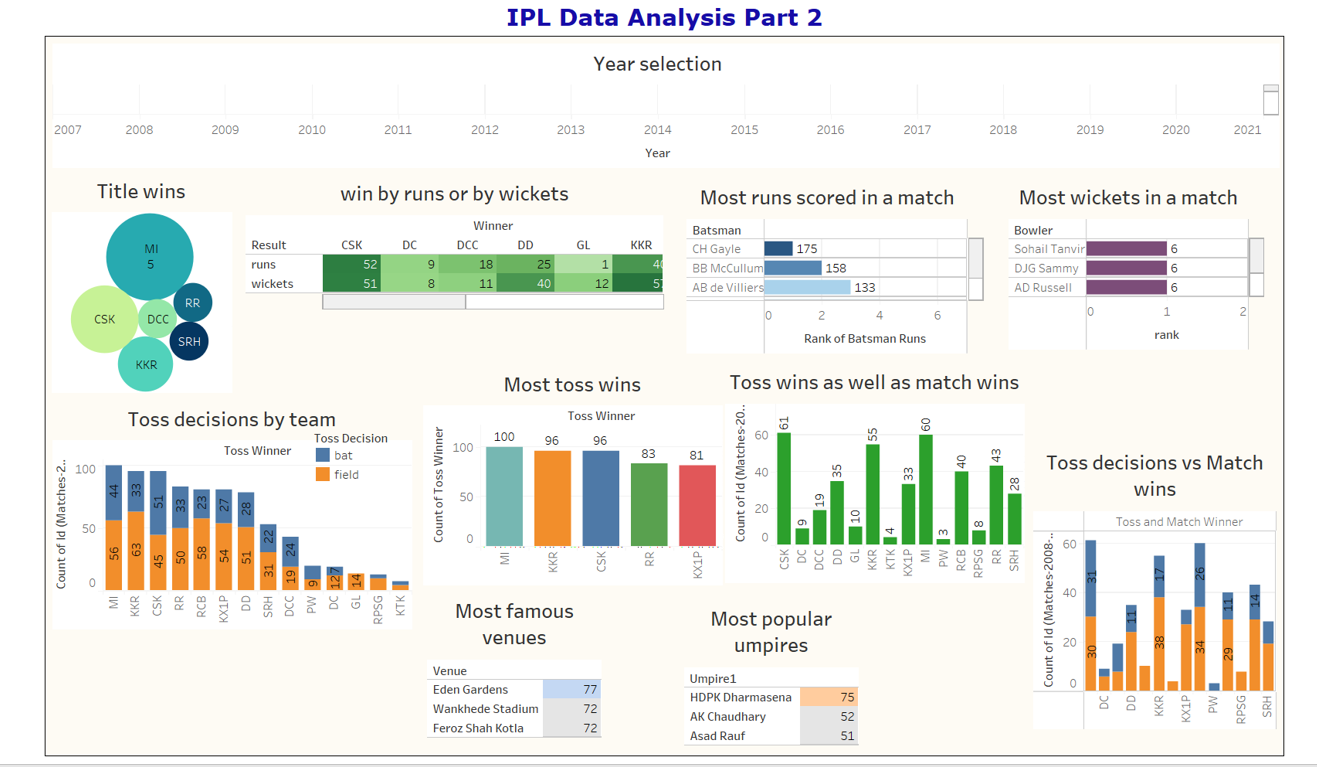 IPL Data Analysis Part 2
Year selection
2007 2008 2009 2010 2011 2012 2013 2014 2015 2016 2017 2018 2019 2020 2021
Year
Title wins
MI
5
CSK
DCC
RR
SRH
KKR
win by runs or by wickets
Winner
Result CSK DC DCC DD GL KKR
runs 52 9 18 25 1
wickets 51 8 11 40 12
Most runs scored in a match
Batsman
CH Gayle 175
BB McCullum 158
AB de Villiers 133
0 2 4 6
Rank of Batsman Runs
Most wickets in a match
Bowler
Sohail Tanvir 6
DJG Sammy 6
AD Russell 6
0 1 2
rank
Toss decisions by team
Toss Decision
Toss Winner
bat
field
Count of Id (Matches-2..
100
50
0
44 33 51 33 23 27 28 22 24 7
56 63 45 50 58 54 51 31 19 9 12 14
MI KKR CSK RR RCB KX1P DD SRH DCC PW DC GL RPSG KTK
Most toss wins
Toss Winner
Count of Toss Winner
100
50
0
100 96 96 83 81
MI KKR CSK RR KX1P
Toss wins as well as match wins
Count of Id (Matches-20..
60
40
20
0
61 9 19 35 10 55 4 33 60 3 40 8 43 28
CSK DC DCC DD GL KKR KTK KX1P MI PW RCB RPSG RR SRH
Toss decisions vs Match
wins
Toss and Match Winner
Count of Id (Matches-2008-..
60
40
20
0
31 11 17 26 11 14
30 38 34 29
DC DD KKR KX1P PW RPSG SRH
Most famous
venues
Venue
Eden Gardens 77
Wankhede Stadium 72
Feroz Shah Kotla 72
Most popular
umpires
Umpire1
HDPK Dharmasena 75
AK Chaudhary 52
Asad Rauf 51